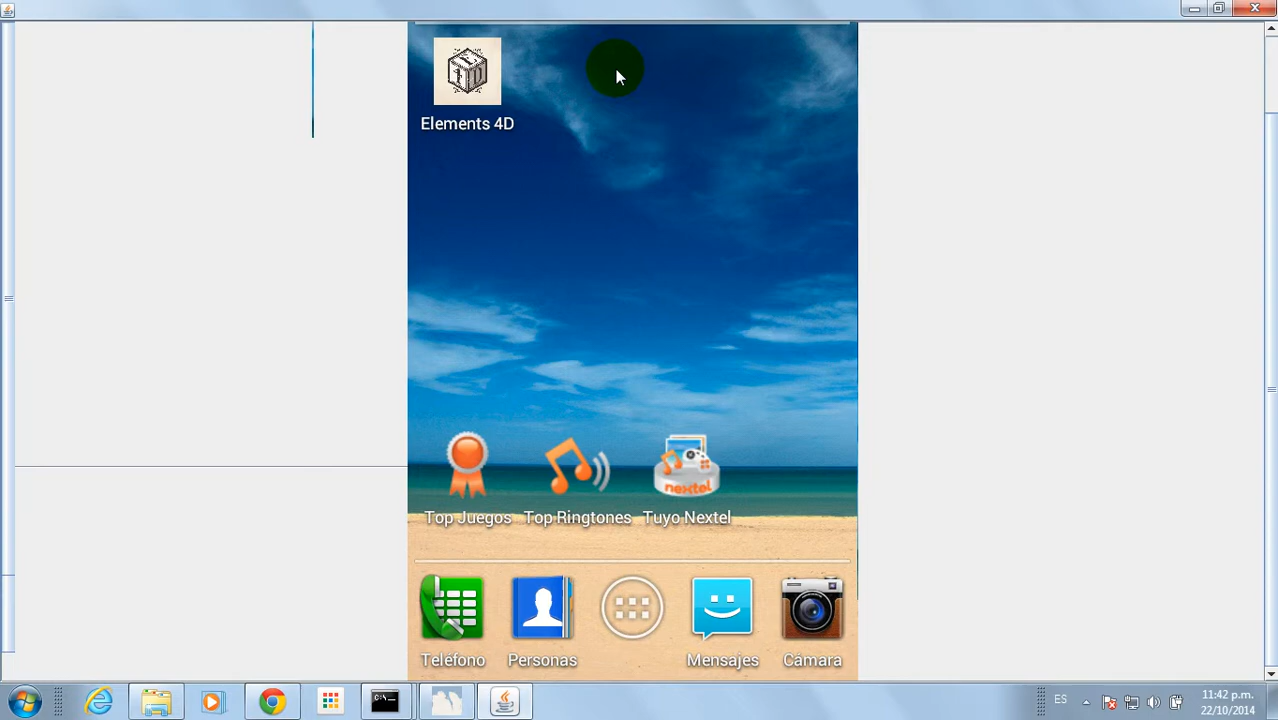 Elements 4D
nextel
Top Juegos Top Ringtones Tuyo Nextel
Teléfono Personas Mensajes Cámara
C:\.
ES
11:42 p.m.
22/10/2014